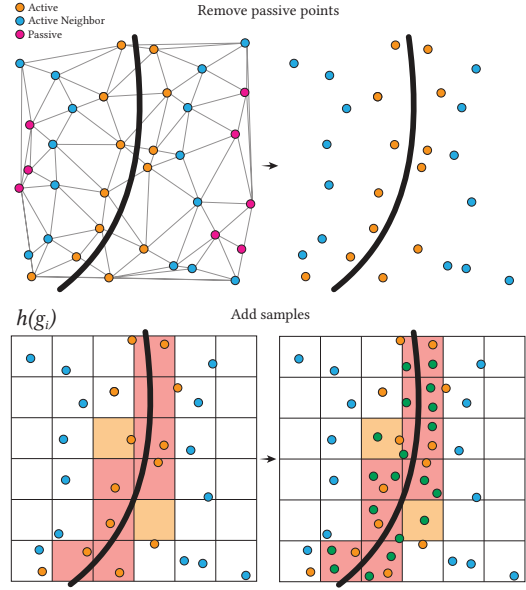 Active
Active Neighbor
Passive
Remove passive points
h(gᵢ)
Add samples